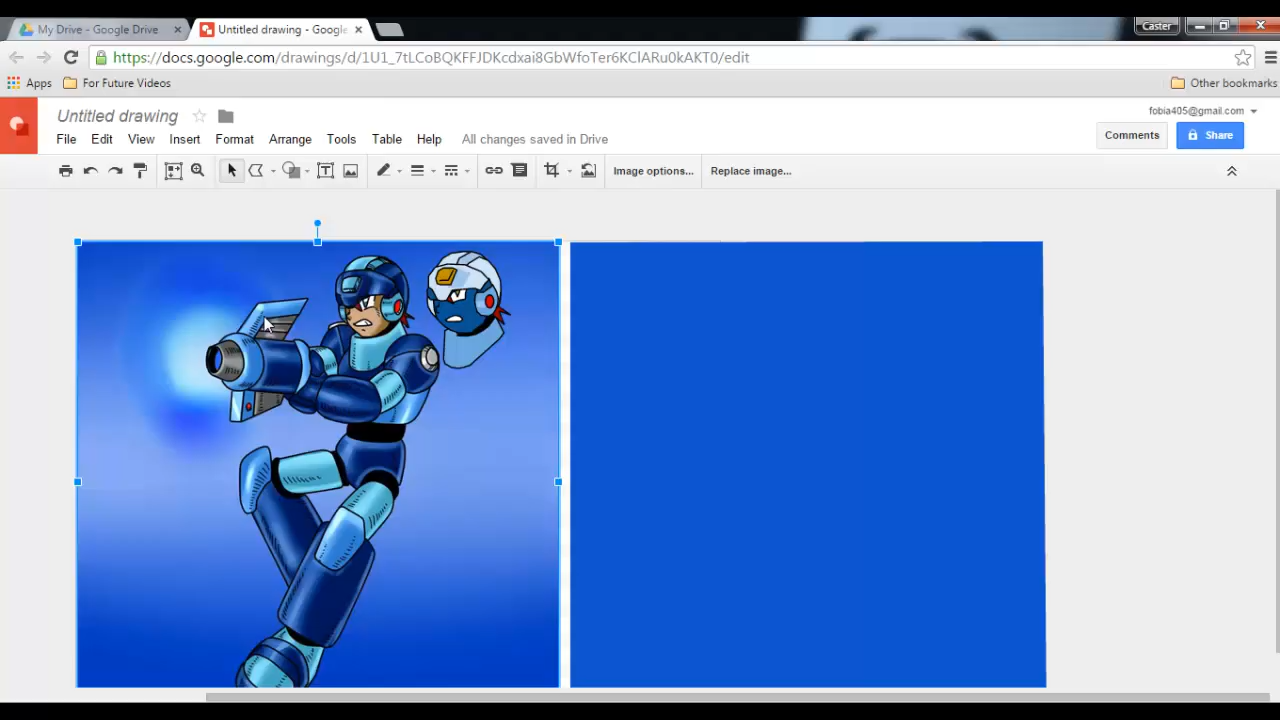 My Drive - Google Drive
Untitled drawing - Google
Caster
https://docs.google.com/drawings/d/1U1_7tLCoBQKFFJDKcdxai8GbWfoTer6KClARu0kAKT0/edit
Apps For Future Videos Other bookmarks
Untitled drawing
fobia405@gmail.com
File Edit View Insert Format Arrange Tools Table Help All changes saved in Drive
Comments Share
Image options... Replace image...